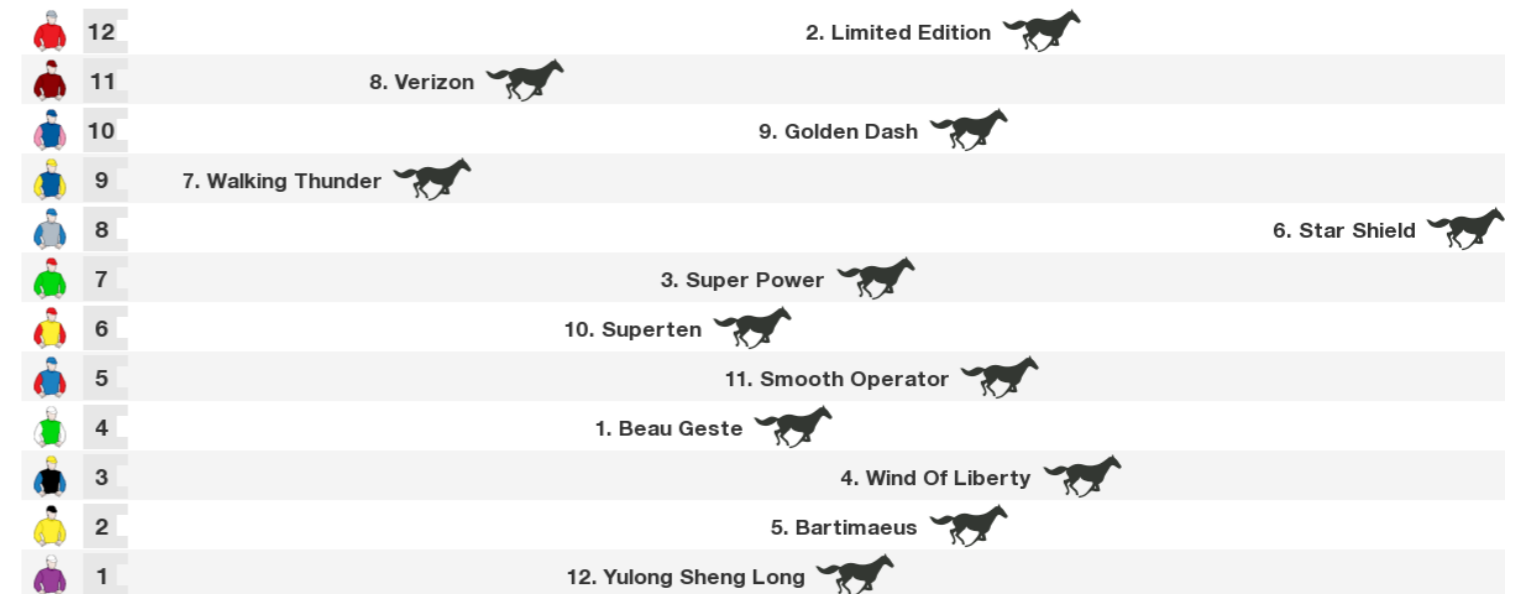 12 2. Limited Edition
11 8. Verizon
10 9. Golden Dash
9 7. Walking Thunder
8 6. Star Shield
7 3. Super Power
6 10. Superten
5 11. Smooth Operator
4 1. Beau Geste
3 4. Wind Of Liberty
2 5. Bartimaeus
1 12. Yulong Sheng Long